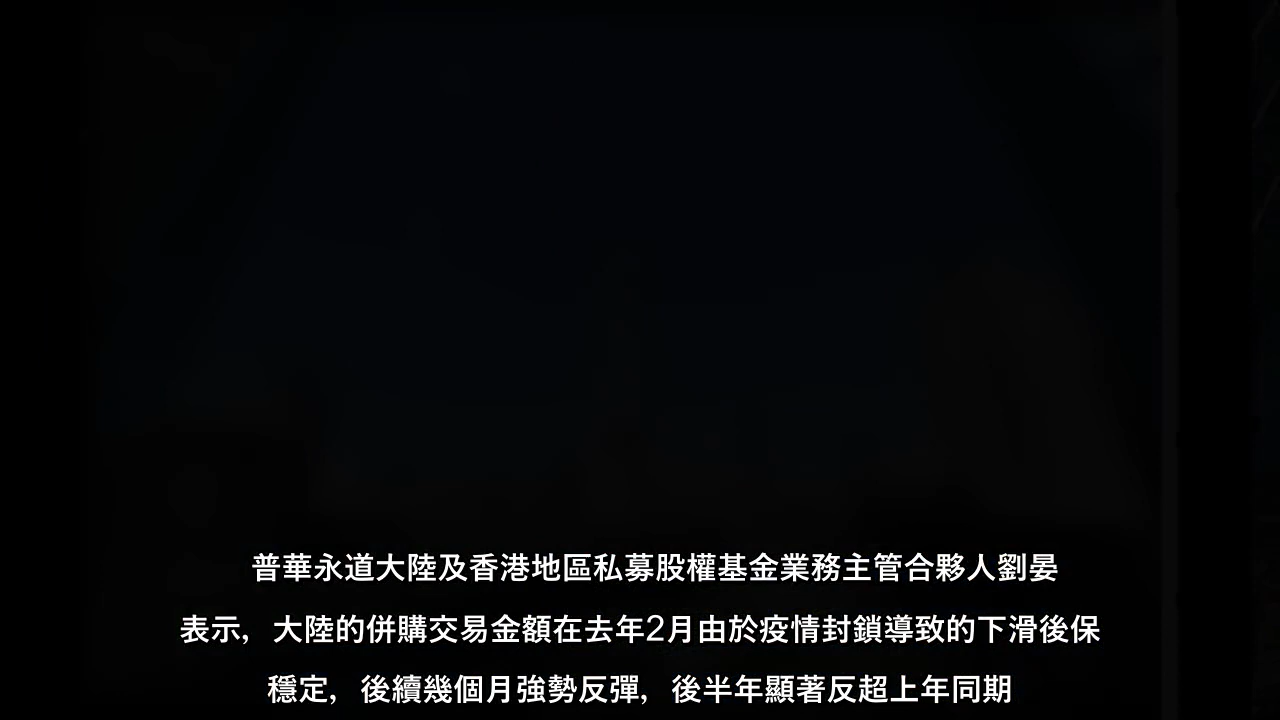 普華永道大陸及香港地區私募股權基金業務主管合夥人劉晏
表示，大陸的併購交易金額在去年2月由於疫情封鎖導致的下滑後保
穩定，後續幾個月強勢反彈，後半年顯著反超上年同期